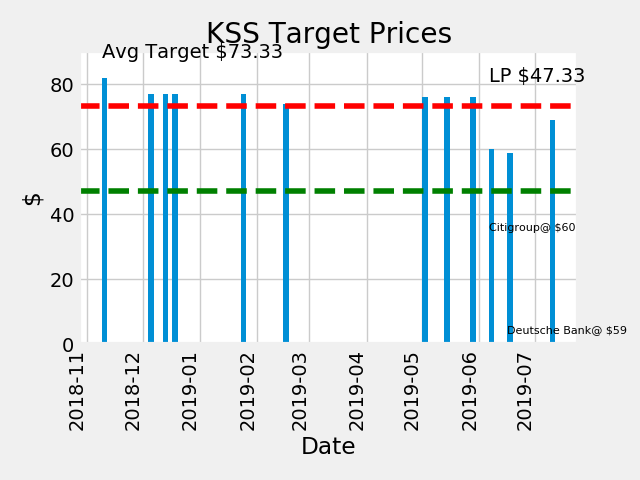 KSS Target Prices
Avg Target $73.33
LP $47.33
80
60
40
20
0
$
Citigroup@ $60
Deutsche Bank@ $59
2018-11
2018-12
2019-01
2019-02
2019-03
2019-04
2019-05
2019-06
2019-07
Date